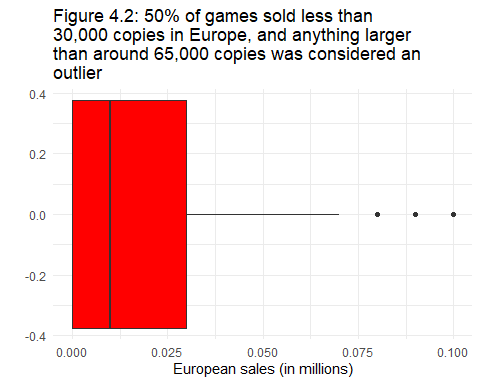 Figure 4.2: 50% of games sold less than
30,000 copies in Europe, and anything larger
than around 65,000 copies was considered an
outlier
0.4
0.2
0.0
-0.2
-0.4
0.000 0.025 0.050 0.075 0.100
European sales (in millions)